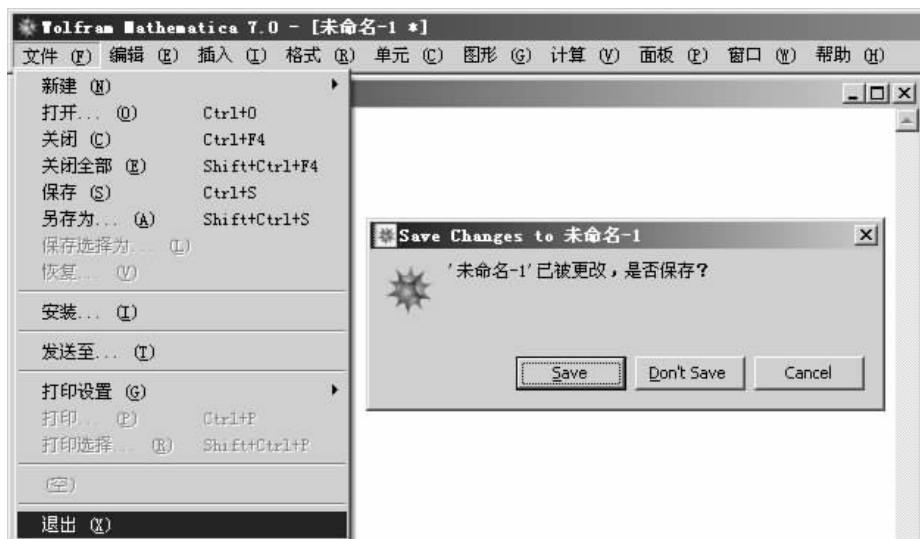 Wolfram Mathematica 7.0 - [未命名-1 *]
文件 (F) 编辑 (E) 插入 (I) 格式 (R) 单元 (C) 图形 (G) 计算 (V) 面板 (P) 窗口 (W) 帮助 (H)
新建 (N)
打开... (O) Ctrl+O
关闭 (C) Ctrl+F4
关闭全部 (E) Shift+Ctrl+F4
保存 (S) Ctrl+S
另存为... (A) Shift+Ctrl+S
保存选择为... (L)
恢复... (V)
安装... (I)
发送至... (T)
打印设置 (G)
打印... (P) Ctrl+P
打印选择... (R) Shift+Ctrl+P
(空)
退出 (X)
Save Changes to 未命名-1
'未命名-1'已被更改，是否保存？
Save Don't Save Cancel